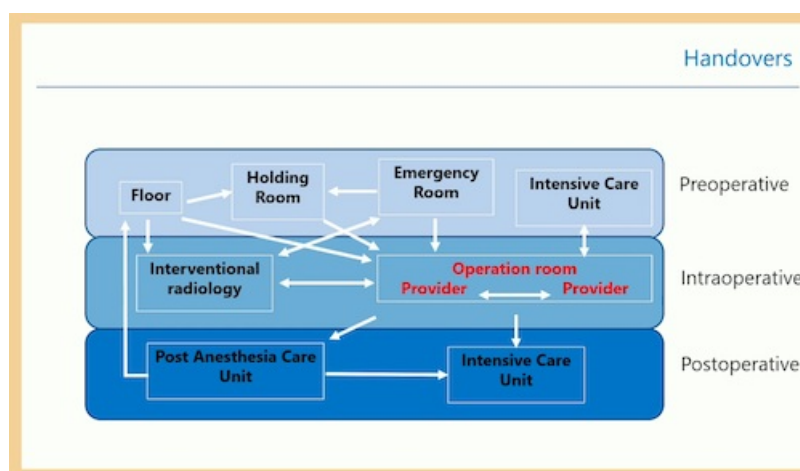 Handovers
Preoperative
Floor
Holding
Room
Emergency
Room
Intensive Care
Unit
Intraoperative
Interventional
radiology
Operation room
Provider
Provider
Postoperative
Post Anesthesia Care
Unit
Intensive Care
Unit